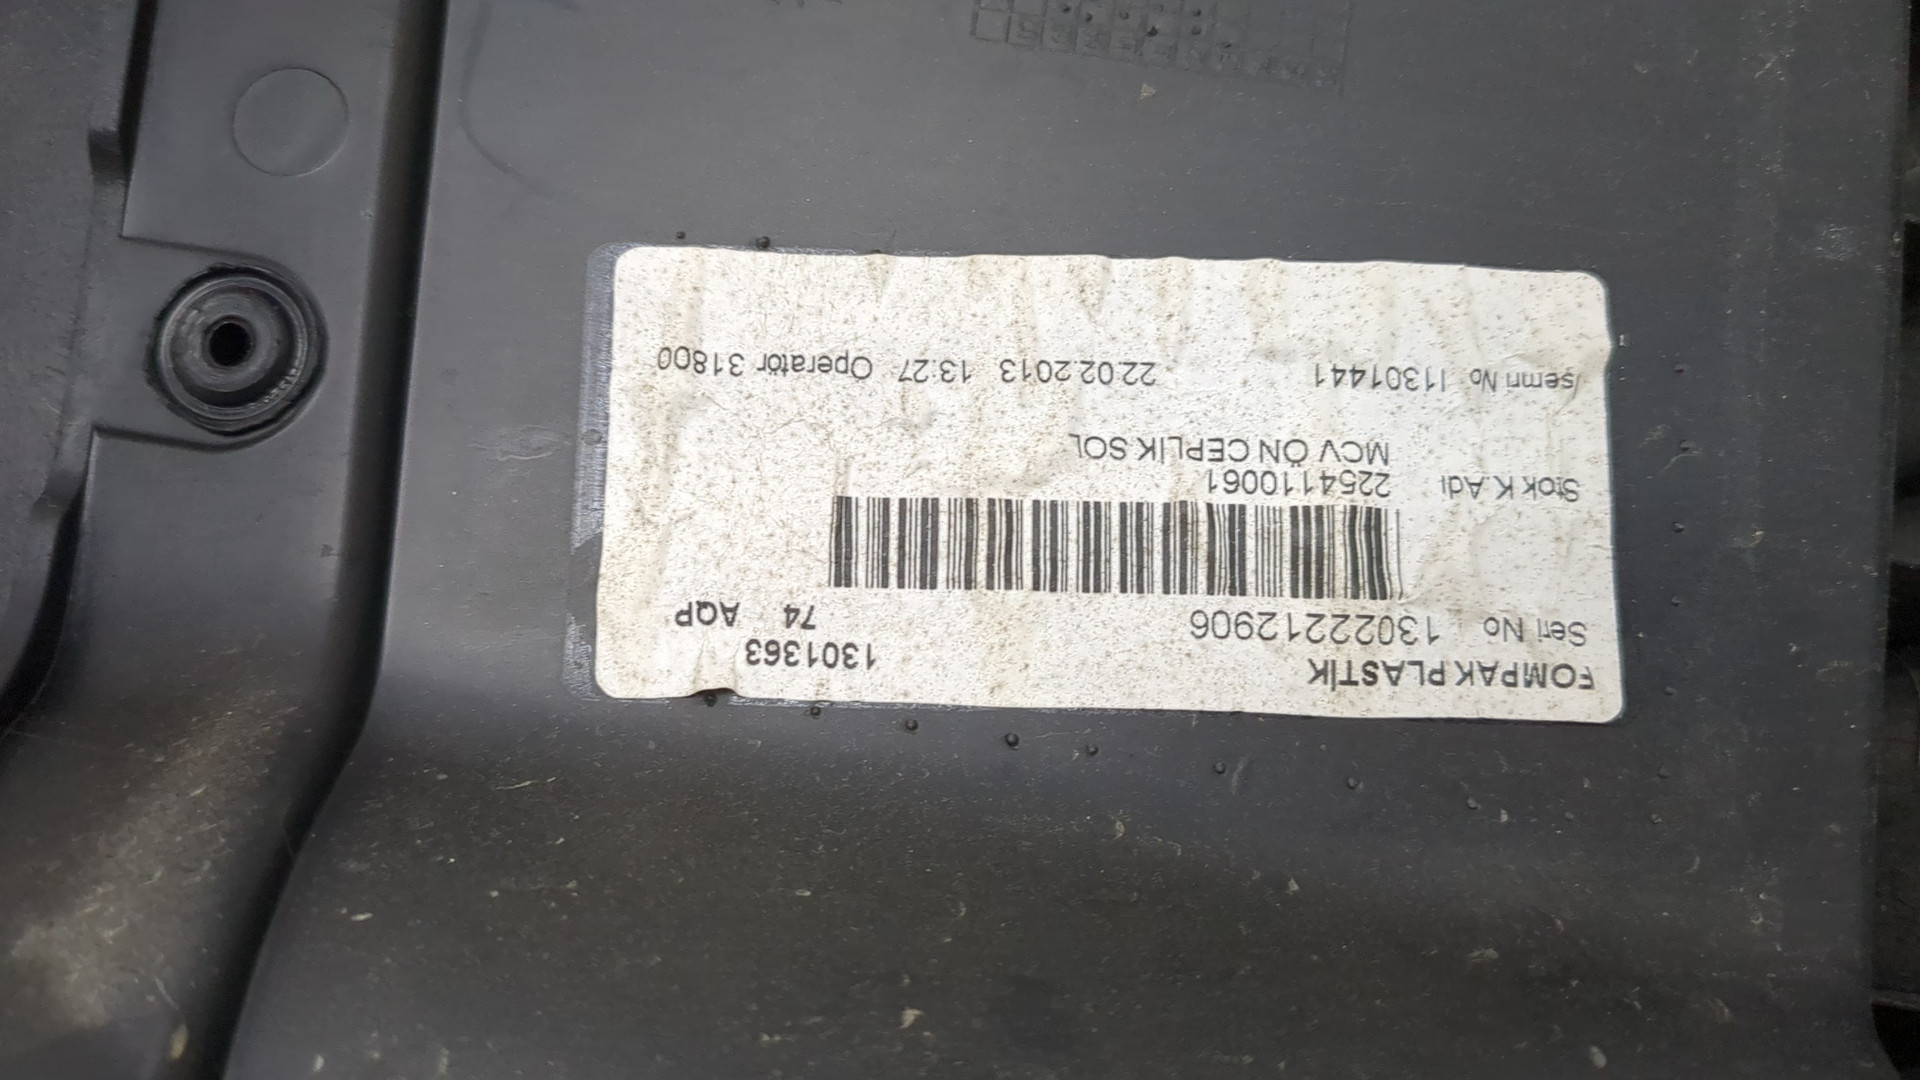 FOMPAK PLASTİK 1301363
Seri No 13022212906 74 AQP
Stok K.Adı 2254110061
MCV ÖN CEPLİK SOL
İşemri No 11301441 22.02.2013 13:27 Operatör 31800